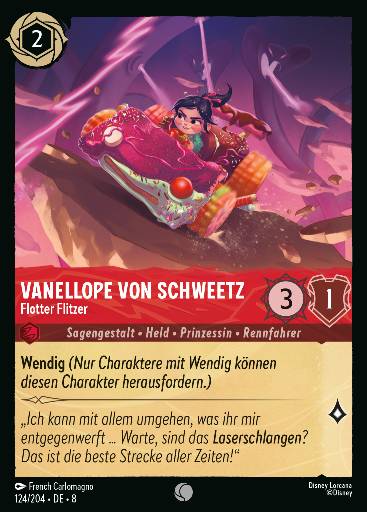 2
VANELLOPE VON SCHWEETZ
Flotter Flitzer
3
1
Sagengestalt • Held • Prinzessin • Rennfahrer
Wendig (Nur Charaktere mit Wendig können
diesen Charakter herausfordern.)
„Ich kann mit allem umgehen, was ihr mir
entgegenwerft ... Warte, sind das Laserschlangen?
Das ist die beste Strecke aller Zeiten!“
French Carlomagno
124/204 • DE • 8
Disney Lorcana
©Disney